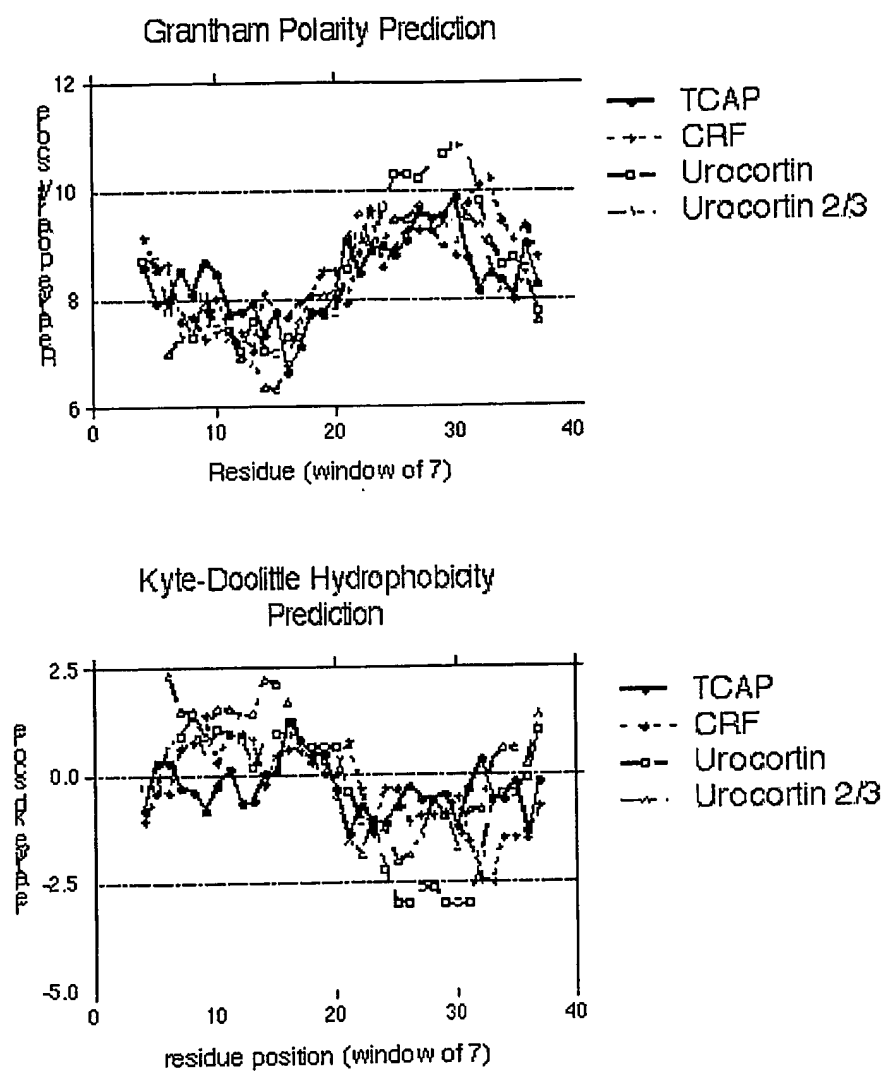 Grantham Polarity Prediction
12
10
8
6
0
10
20
30
40
Residue (window of 7)
TCAP
CRF
Urocortin
Urocortin 2/3
Kyte-Doolittle Hydrophobicity
Prediction
2.5
0.0
-2.5
-5.0
0
10
20
30
40
residue position (window of 7)
TCAP
CRF
Urocortin
Urocortin 2/3